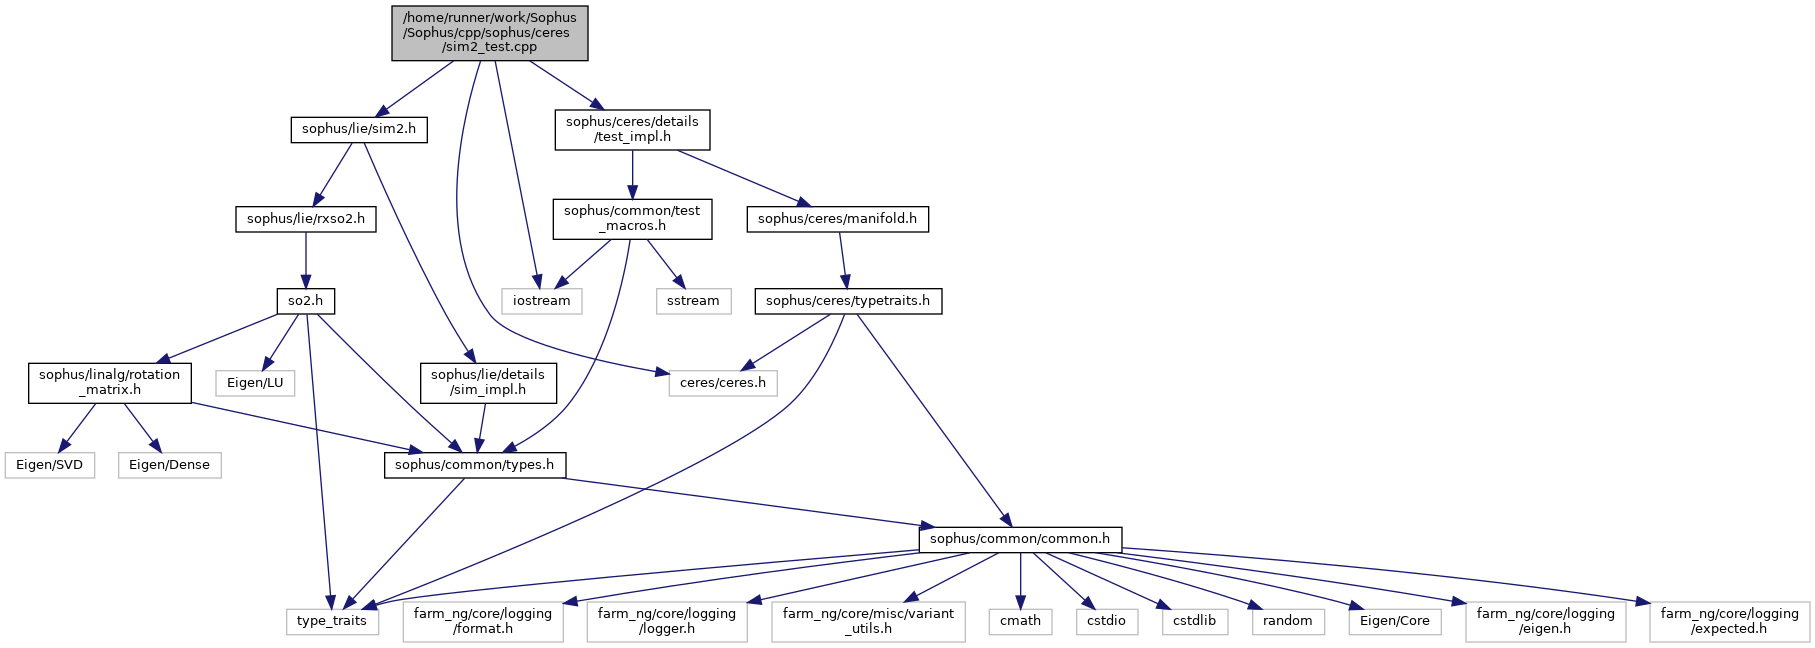 /home/runner/work/Sophus
/Sophus/cpp/sophus/ceres
/sim2_test.cpp
sophus/lie/sim2.h
sophus/ceres/details
/test_impl.h
sophus/lie/rxso2.h
sophus/common/test
_macros.h
sophus/ceres/manifold.h
so2.h
iostream
sstream
sophus/ceres/typetraits.h
sophus/linalg/rotation
_matrix.h
Eigen/LU
sophus/lie/details
/sim_impl.h
ceres/ceres.h
Eigen/SVD
Eigen/Dense
sophus/common/types.h
sophus/common/common.h
type_traits
farm_ng/core/logging
/format.h
farm_ng/core/logging
/logger.h
farm_ng/core/misc/variant
_utils.h
cmath
cstdio
cstdlib
random
Eigen/Core
farm_ng/core/logging
/eigen.h
farm_ng/core/logging
/expected.h